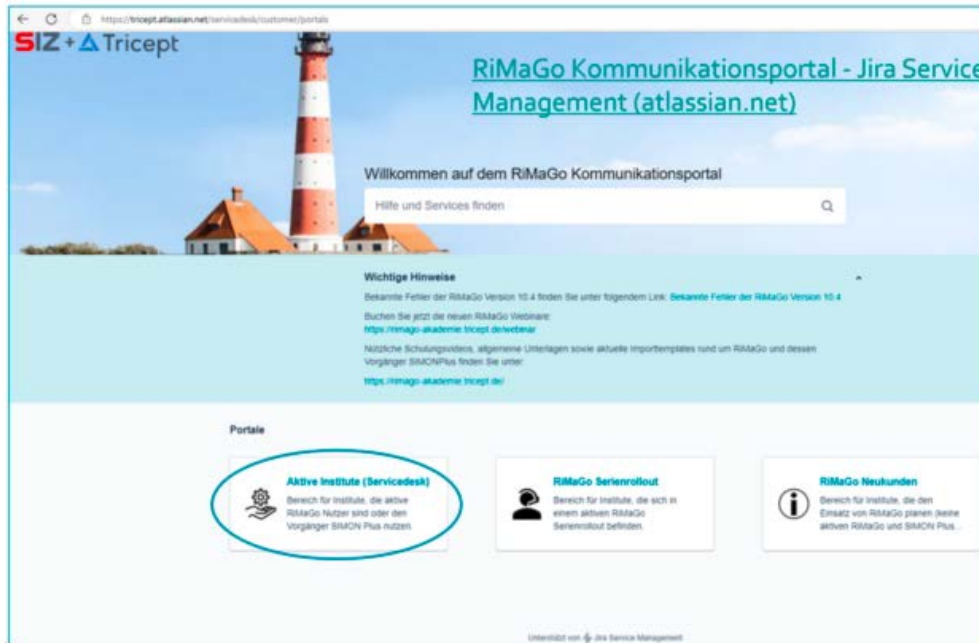 https://tricept.atlassian.net/servicedesk/customer/portals
SIZ + Tricept
RiMaGo Kommunikationsportal - Jira Service
Management (atlassian.net)
Willkommen auf dem RiMaGo Kommunikationsportal
Hilfe und Services finden
Wichtige Hinweise
Bekannte Fehler der RiMaGo Version 10.4 finden Sie unter folgendem Link: Bekannte Fehler der RiMaGo Version 10.4
Buchen Sie jetzt die neuen RiMaGo Webinare:
https://rimago-akademie.tricept.de/webinar
Nützliche Schulungsvideos, allgemeine Unterlagen sowie aktuelle Importtemplates rund um RiMaGo und dessen
Vorgänger SIMONPlus finden Sie unter:
https://rimago-akademie.tricept.de/
Portale
Aktive Institute (Servicedesk)
Bereich für Institute, die aktive
RiMaGo Nutzer sind oder den
Vorgänger SIMON Plus nutzen.
RiMaGo Serienrollout
Bereich für Institute, die sich in
einem aktiven RiMaGo
Serienrollout befinden.
RiMaGo Neukunden
Bereich für Institute, die den
Einsatz von RiMaGo planen (keine
aktiven RiMaGo und SIMON Plus...
Unterstützt von Jira Service Management